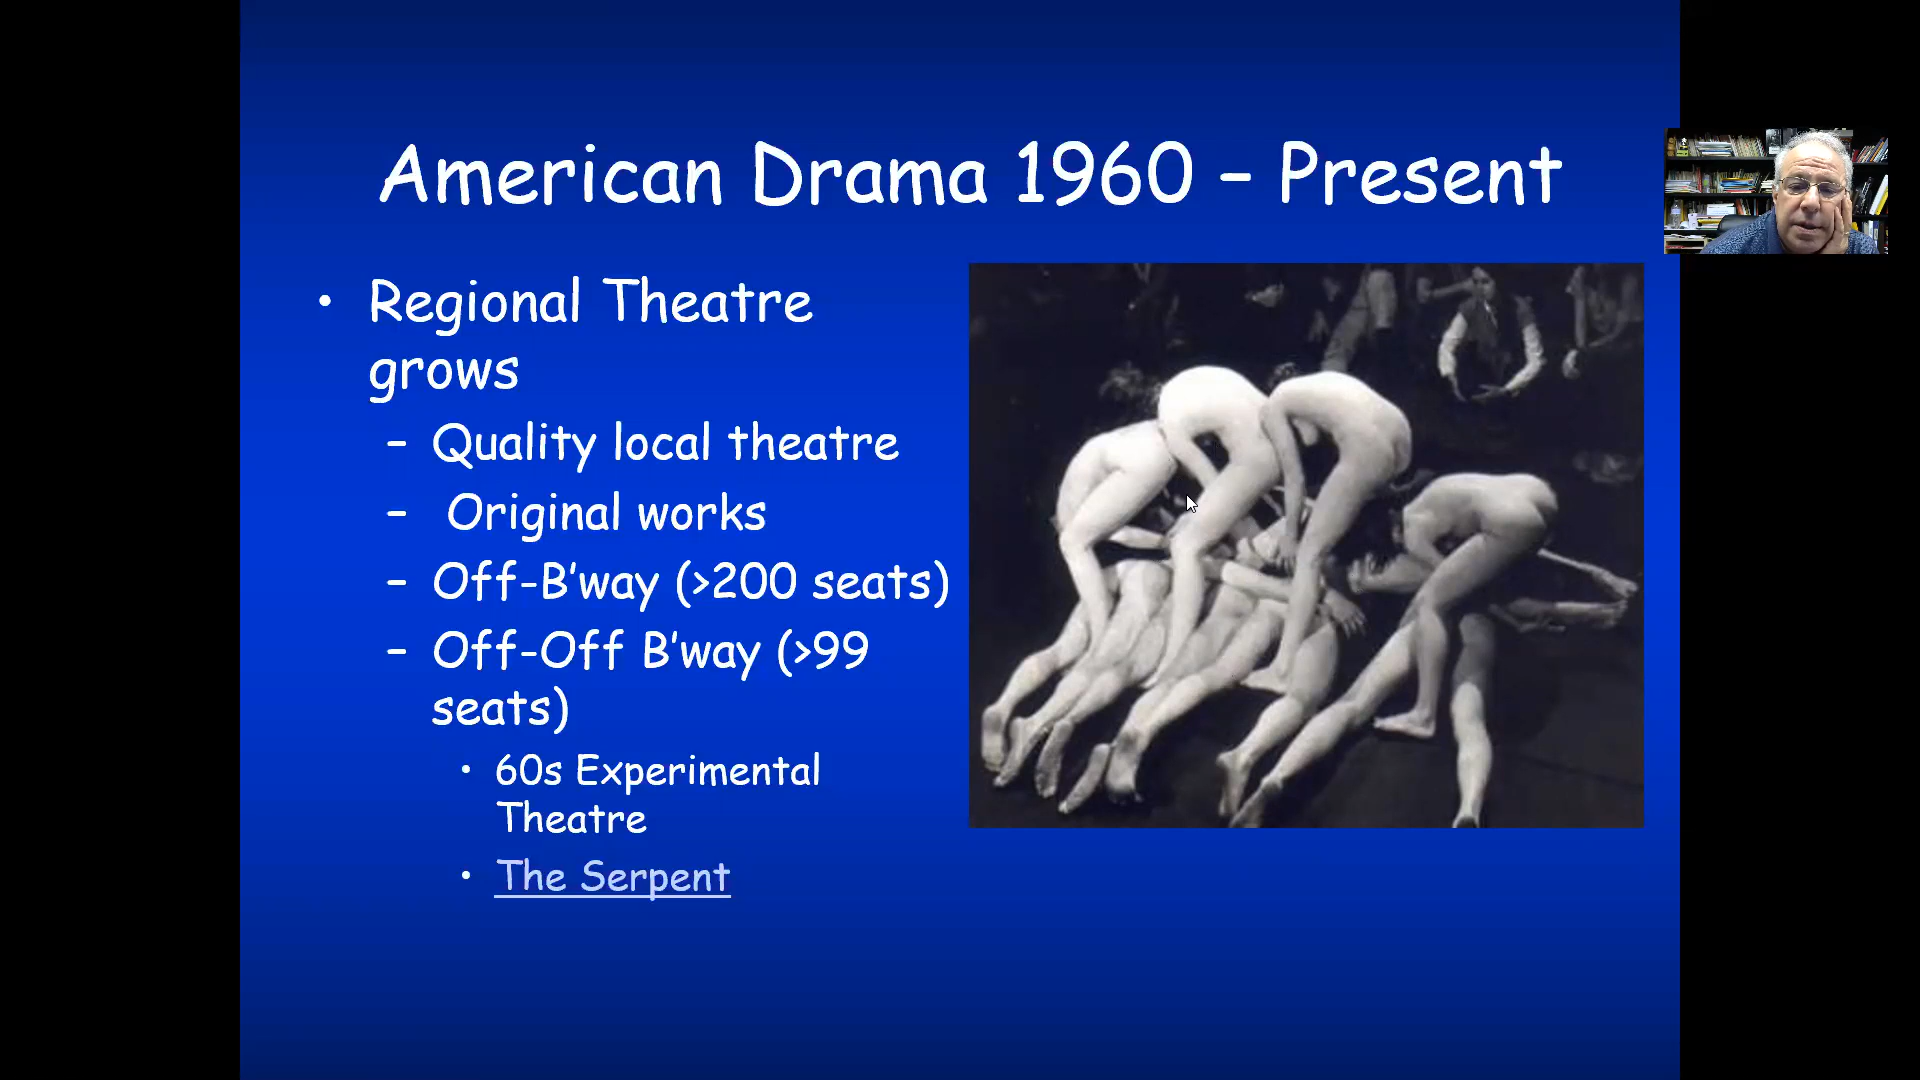 American Drama 1960 – Present
• Regional Theatre
grows
– Quality local theatre
– Original works
– Off-B’way (>200 seats)
– Off-Off B’way (>99
seats)
• 60s Experimental
Theatre
• The Serpent